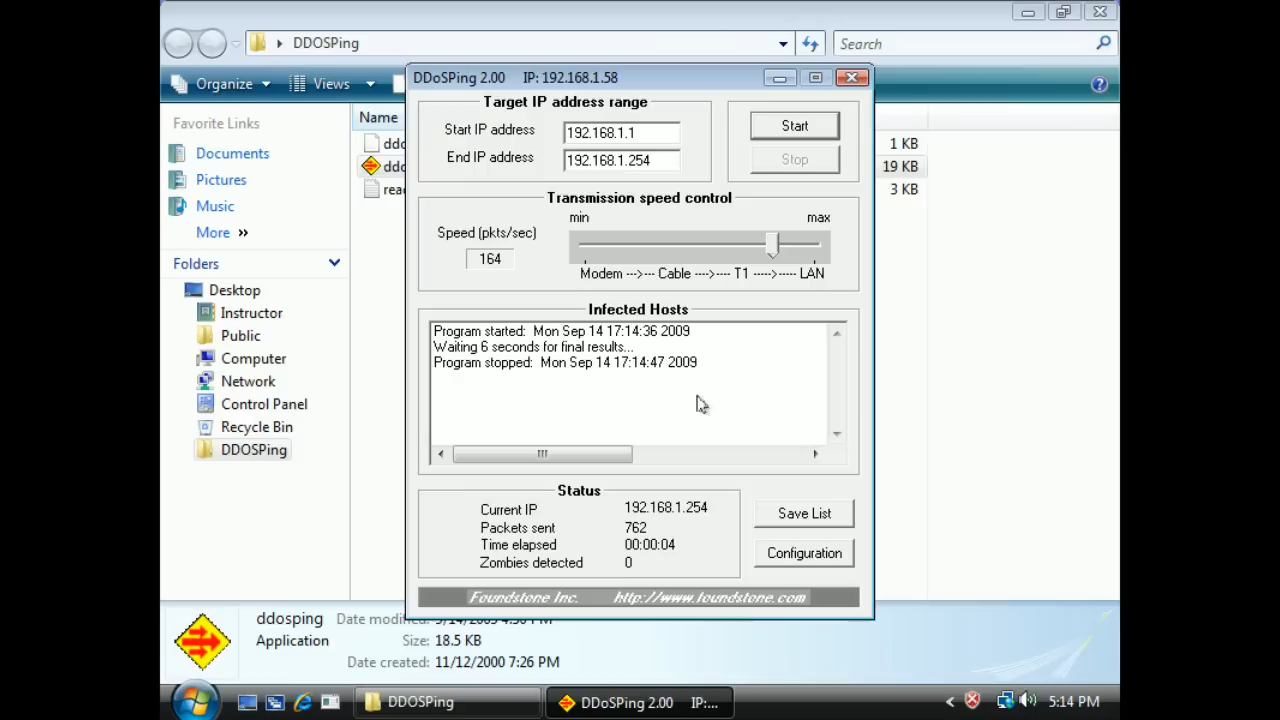 DDOSPing
Search
Organize
Views
Favorite Links
Documents
Pictures
Music
More »
Folders
Desktop
Instructor
Public
Computer
Network
Control Panel
Recycle Bin
DDOSPing
Name
1 KB
19 KB
3 KB
DDoSPing 2.00 IP: 192.168.1.58
Target IP address range
Start IP address 192.168.1.1
End IP address 192.168.1.254
Start
Stop
Transmission speed control
min max
Speed (pkts/sec)
164
Modem --->--- Cable ---->---- T1 ----->----- LAN
Infected Hosts
Program started: Mon Sep 14 17:14:36 2009
Waiting 6 seconds for final results...
Program stopped: Mon Sep 14 17:14:47 2009
Status
Current IP 192.168.1.254
Packets sent 762
Time elapsed 00:00:04
Zombies detected 0
Save List
Configuration
Foundstone Inc. http://www.foundstone.com
ddosping
Application
Date modified:
Size: 18.5 KB
Date created: 11/12/2000 7:26 PM
DDOSPing
DDoSPing 2.00 IP:...
5:14 PM